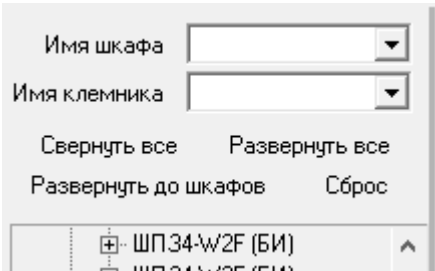 Имя шкафа
Имя клемника
Свернуть все Развернуть все
Развернуть до шкафов Сброс
ШП34-W2F (БИ)